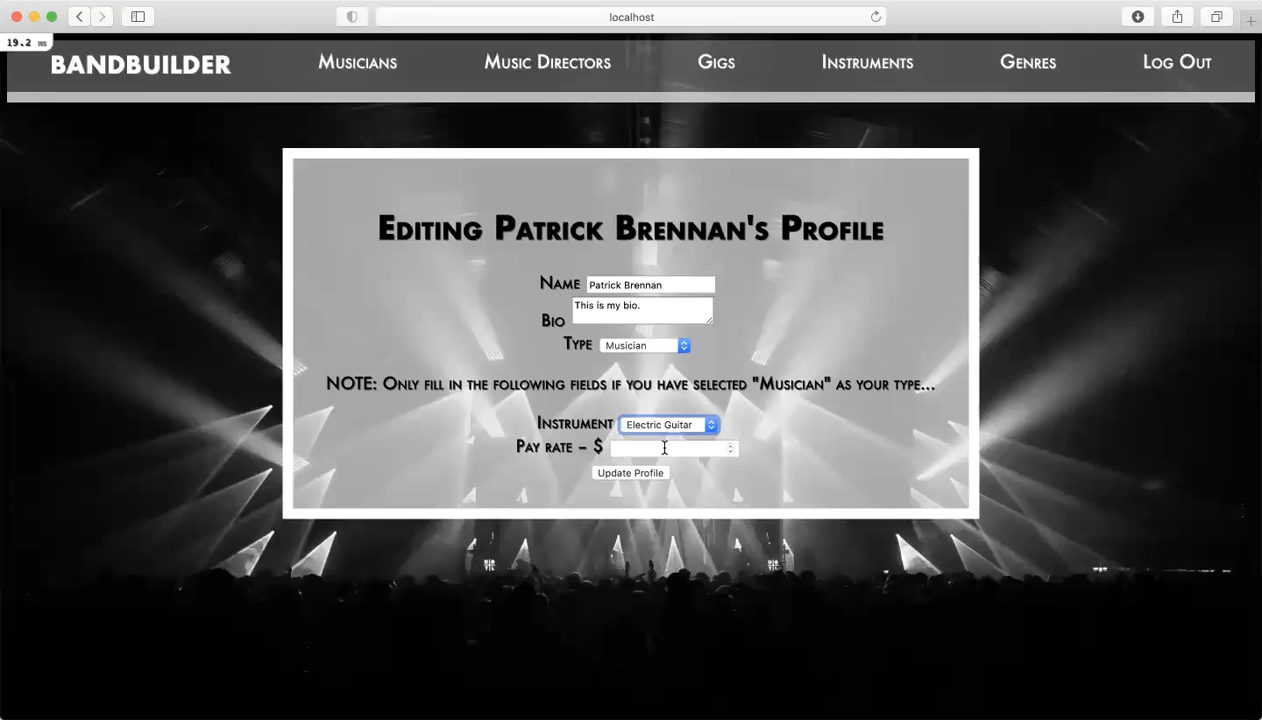 localhost
19.2 ms
BANDBUILDER
Musicians
Music Directors
Gigs
Instruments
Genres
Log Out
Editing Patrick Brennan's Profile
Name Patrick Brennan
Bio This is my bio.
Type Musician
NOTE: Only fill in the following fields if you have selected "Musician" as your type...
Instrument Electric Guitar
Pay rate – $
Update Profile